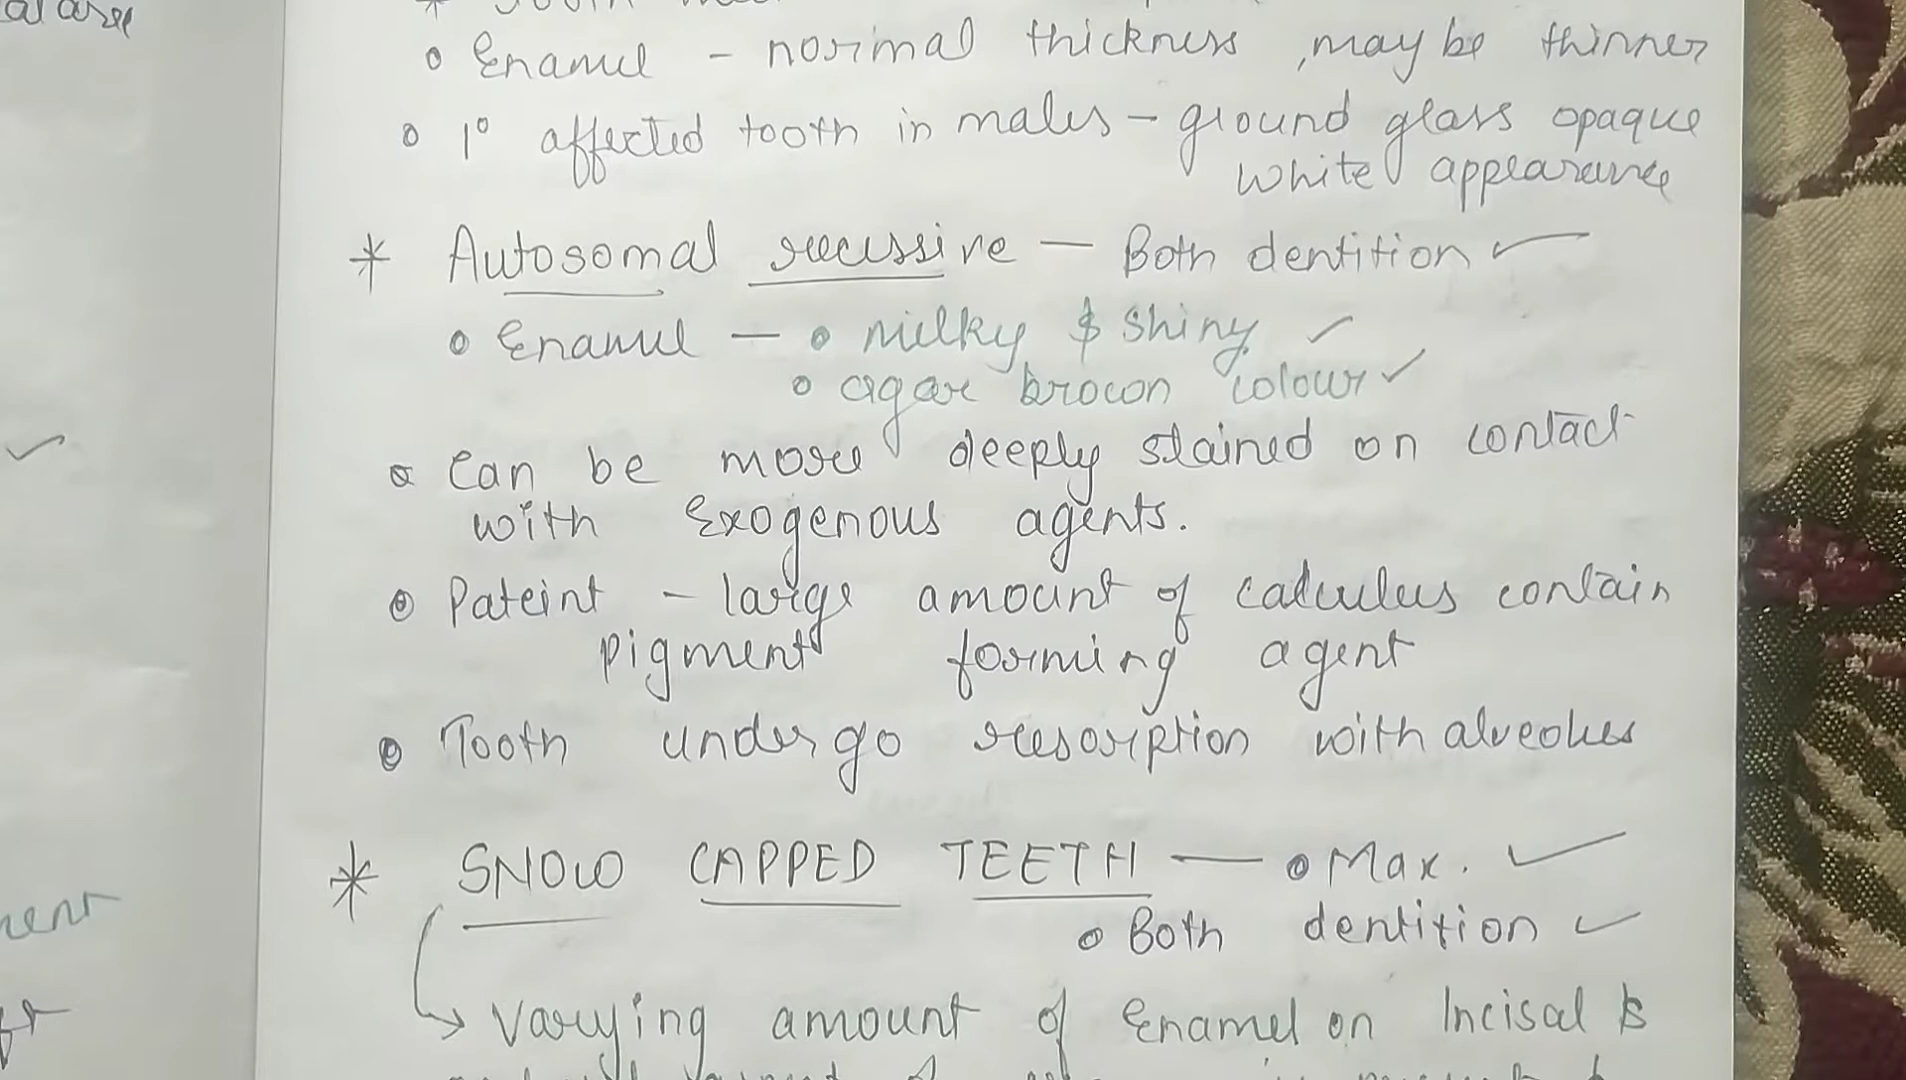 • Enamel - normal thickness, may be thinner
• 1° affected tooth in males - ground glass opaque
white appearance
* Autosomal recessive — Both dentition ✓
• Enamel — • milky & shiny ✓
• agar brown colour ✓
• Can be more deeply stained on contact
with Exogenous agents.
• Pateint - large amount of calculus contain
pigment forming agent
• Tooth undergo resorption with alveolus
* SNOW CAPPED TEETH — • Max. ✓
• Both dentition ✓
↳ Varying amount of Enamel on Incisal &